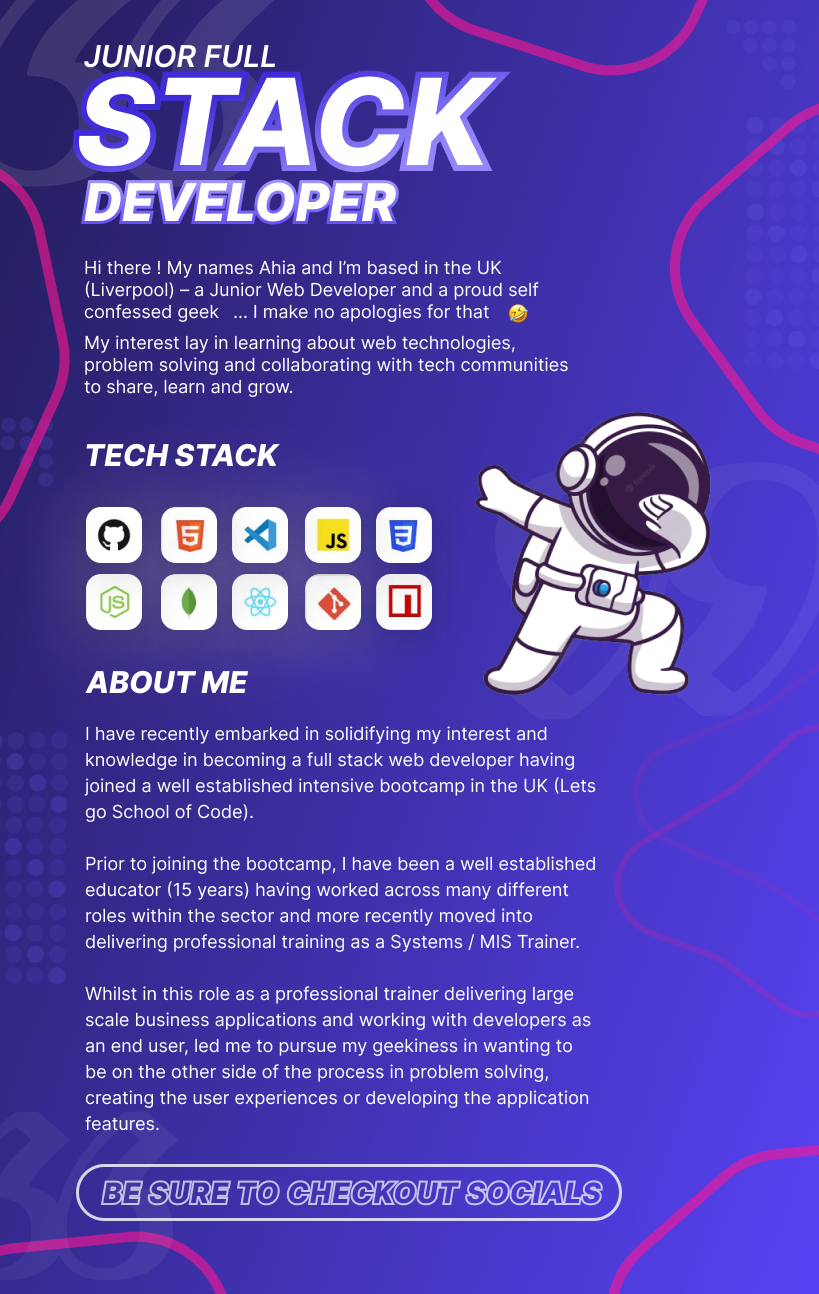 JUNIOR FULL
STACK
DEVELOPER
Hi there ! My names Ahia and I’m based in the UK
(Liverpool) – a Junior Web Developer and a proud self
confessed geek ... I make no apologies for that 🤣
My interest lay in learning about web technologies,
problem solving and collaborating with tech communities
to share, learn and grow.
TECH STACK
5
JS
3
JS
ABOUT ME
I have recently embarked in solidifying my interest and
knowledge in becoming a full stack web developer having
joined a well established intensive bootcamp in the UK (Lets
go School of Code).
Prior to joining the bootcamp, I have been a well established
educator (15 years) having worked across many different
roles within the sector and more recently moved into
delivering professional training as a Systems / MIS Trainer.
Whilst in this role as a professional trainer delivering large
scale business applications and working with developers as
an end user, led me to pursue my geekiness in wanting to
be on the other side of the process in problem solving,
creating the user experiences or developing the application
features.
BE SURE TO CHECKOUT SOCIALS